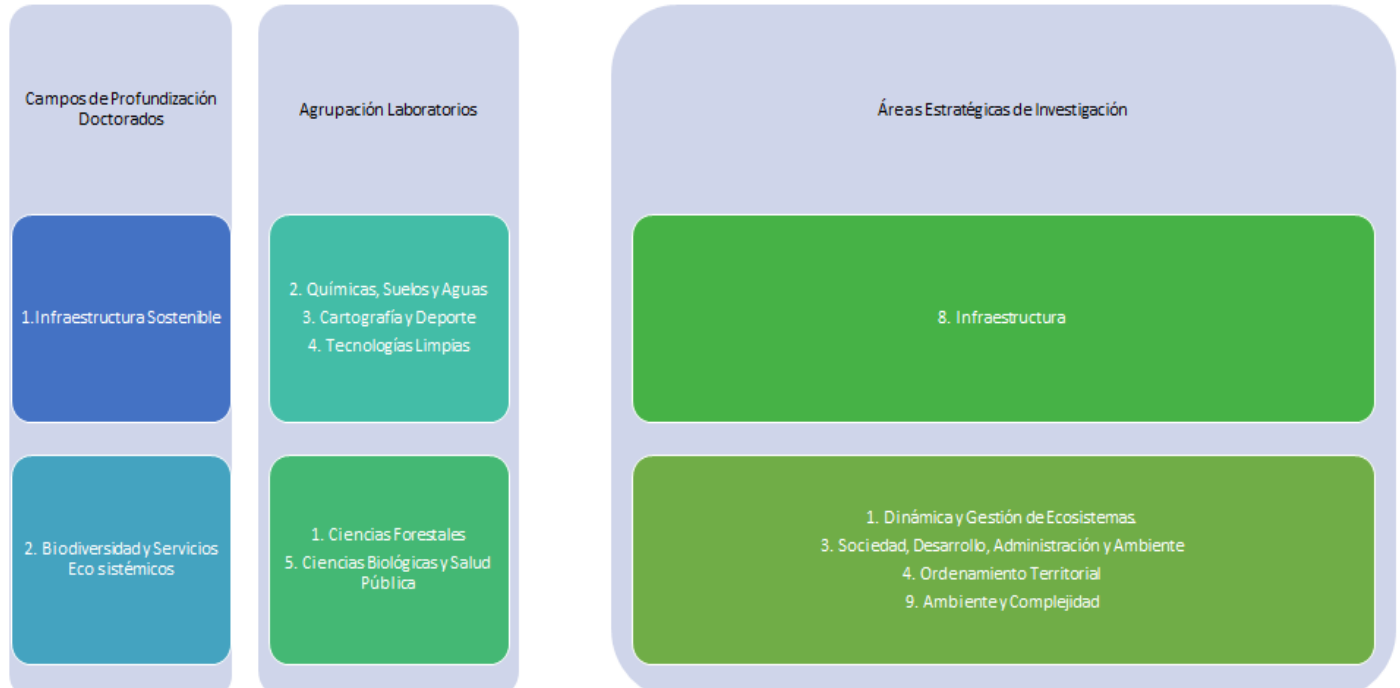 Campos de Profundización
Doctorados
Agrupación Laboratorios
Áreas Estratégicas de Investigación
1.Infraestructura Sostenible
2. Químicas, Suelos y Aguas
3. Cartografía y Deporte
4. Tecnologías Limpias
8. Infraestructura
2. Biodiversidad y Servicios
Eco sistémicos
1. Ciencias Forestales
5. Ciencias Biológicas y Salud
Pública
1. Dinámica y Gestión de Ecosistemas.
3. Sociedad, Desarrollo, Administración y Ambiente
4. Ordenamiento Territorial
9. Ambiente y Complejidad